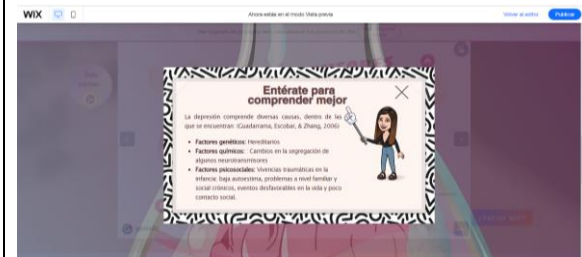 WiX
Ahora estás en el modo Vista previa
Volver al editor
Publicar
Entérate para
comprender mejor
La depresión comprende diversas causas, dentro de las
que se encuentran: (Guadarrama, Escobar, & Zhang, 2006)
• Factores genéticos: Hereditarios
• Factores químicos: : Cambios en la segregación de
algunos neurotransmisores
• Factores psicosociales: Vivencias traumáticas en la
infancia: baja autoestima, problemas a nivel familiar y
social crónicos, eventos desfavorables en la vida y poco
contacto social.